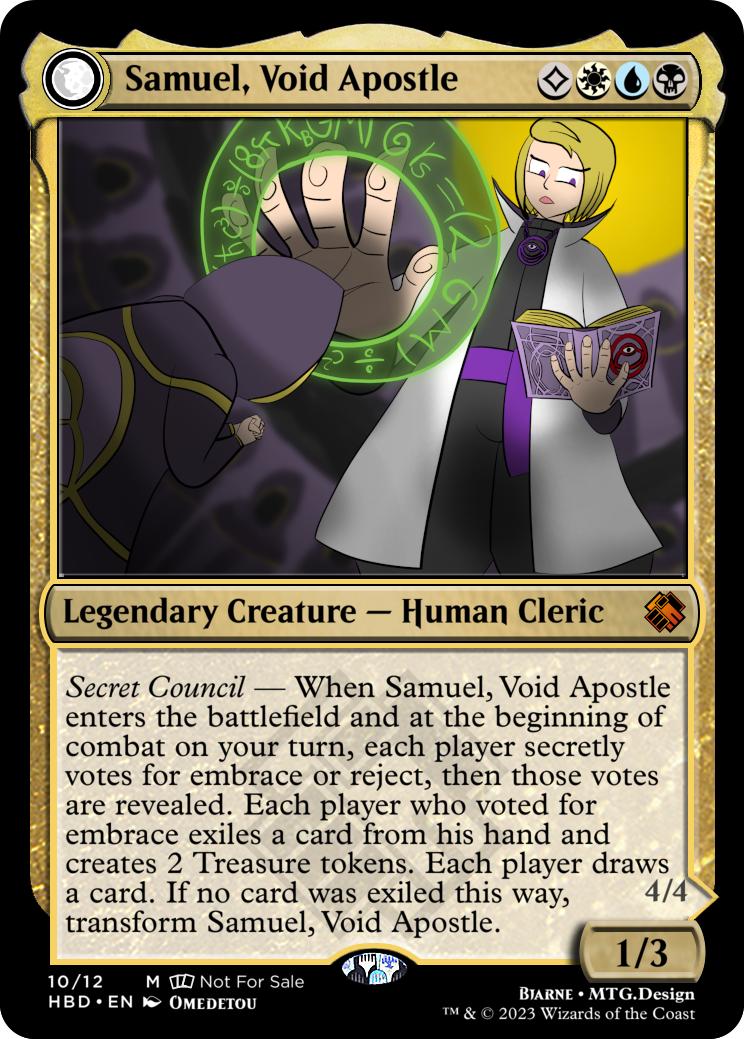 Samuel, Void Apostle
Legendary Creature — Human Cleric
Secret Council — When Samuel, Void Apostle
enters the battlefield and at the beginning of
combat on your turn, each player secretly
votes for embrace or reject, then those votes
are revealed. Each player who voted for
embrace exiles a card from his hand and
creates 2 Treasure tokens. Each player draws
a card. If no card was exiled this way,
transform Samuel, Void Apostle.
4/4
1/3
10/12 M Not For Sale
HBD • EN OMEDETOU
BJARNE • MTG.Design
™ & © 2023 Wizards of the Coast